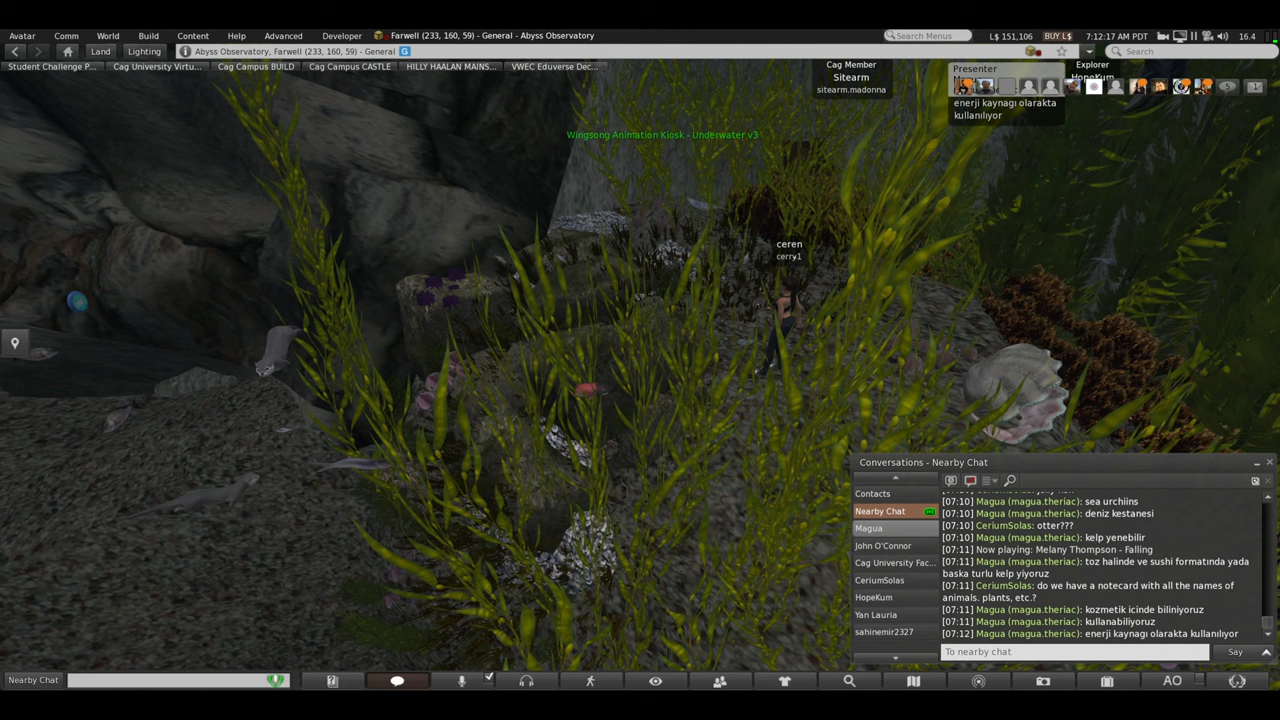 Avatar Comm World Build Content Help Advanced Developer Farwell (233, 160, 59) - General - Abyss Observatory Search Menus L$ 151,106 BUY L$ 7:12:17 AM PDT 16.4
Land Lighting Abyss Observatory, Farwell (233, 160, 59) - General G Search
Student Challenge P... Cag University Virtu... Cag Campus BUILD Cag Campus CASTLE HILLY HAALAN MAINS... VWEC Eduverse Dec...
Cag Member
Sitearm
sitearm.madonna
Presenter
enerji kaynagı olarakta
kullanılıyor
Explorer
HopeKum
5 1
Wingsong Animation Kiosk - Underwater v3
ceren
cerry1
Conversations - Nearby Chat
Contacts
Nearby Chat
Magua
John O'Connor
Cag University Fac...
CeriumSolas
HopeKum
Yan Lauria
sahinemir2327
[07:10] Magua (magua.theriac): sea urchiins
[07:10] Magua (magua.theriac): deniz kestanesi
[07:10] CeriumSolas: otter???
[07:10] Magua (magua.theriac): kelp yenebilir
[07:11] Now playing: Melany Thompson - Falling
[07:11] Magua (magua.theriac): toz halinde ve sushi formatında yada
baska turlu kelp yiyoruz
[07:11] CeriumSolas: do we have a notecard with all the names of
animals. plants, etc.?
[07:11] Magua (magua.theriac): kozmetik icinde biliniyoruz
[07:11] Magua (magua.theriac): kullanabiliyoruz
[07:12] Magua (magua.theriac): enerji kaynagı olarakta kullanılıyor
To nearby chat Say
Nearby Chat AO